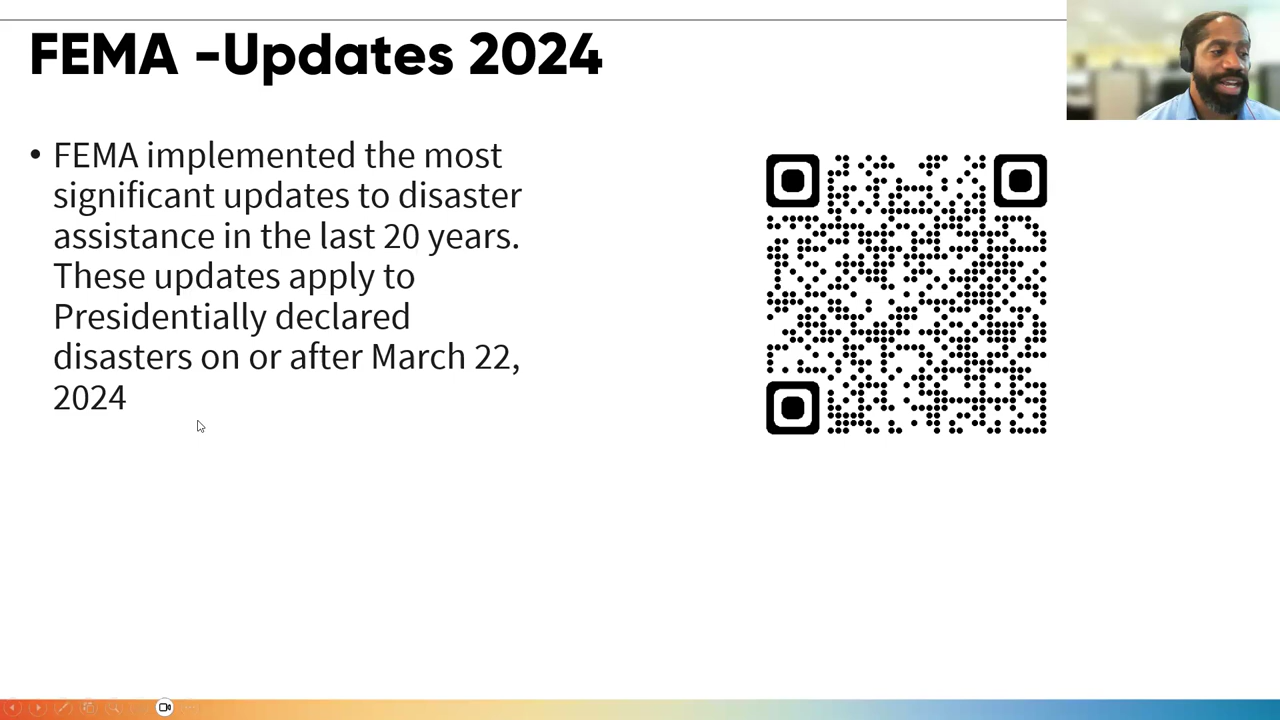 FEMA -Updates 2024
• FEMA implemented the most
significant updates to disaster
assistance in the last 20 years.
These updates apply to
Presidentially declared
disasters on or after March 22,
2024